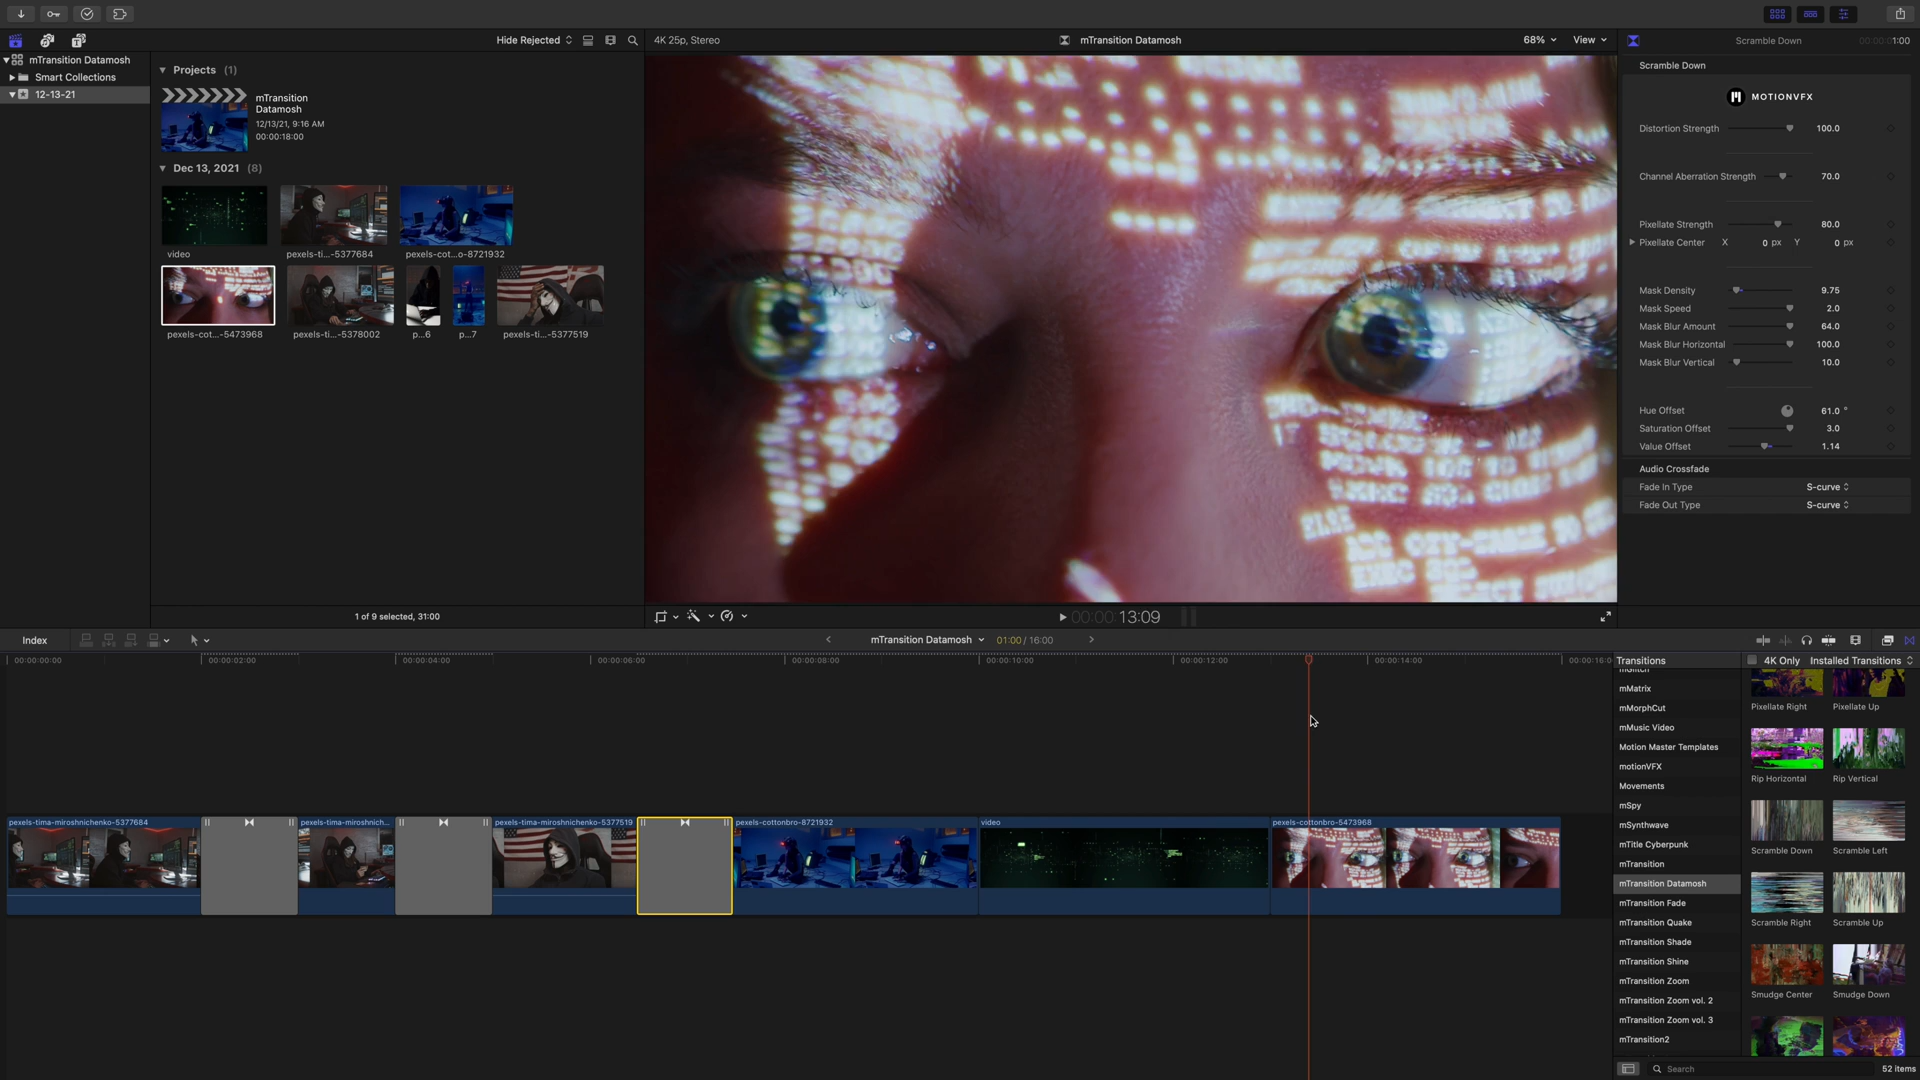 Hide Rejected
4K 25p, Stereo
mTransition Datamosh
68%
View
Scramble Down
1:00
mTransition Datamosh
Smart Collections
12-13-21
Projects (1)
mTransition
Datamosh
12/13/21, 9:16 AM
00:00:18:00
Dec 13, 2021 (8)
video
pexels-ti...-5377684
pexels-cot...o-8721932
pexels-cot...-5473968
pexels-ti...-5378002
p...6
p...7
pexels-ti...-5377519
1 of 9 selected, 31:00
Scramble Down
MOTIONVFX
Distortion Strength 100.0
Channel Aberration Strength 70.0
Pixellate Strength 80.0
Pixellate Center X 0 px Y 0 px
Mask Density 9.75
Mask Speed 2.0
Mask Blur Amount 64.0
Mask Blur Horizontal 100.0
Mask Blur Vertical 10.0
Hue Offset 61.0 °
Saturation Offset 3.0
Value Offset 1.14
Audio Crossfade
Fade In Type S-curve
Fade Out Type S-curve
00:00:13:09
Index
mTransition Datamosh
01:00 / 16:00
00:00:00:00
00:00:02:00
00:00:04:00
00:00:06:00
00:00:08:00
00:00:10:00
00:00:12:00
00:00:14:00
00:00:16:0
pexels-tima-miroshnichenko-5377684
pexels-tima-miroshnich...
pexels-tima-miroshnichenko-5377519
pexels-cottonbro-8721932
video
pexels-cottonbro-5473968
Transitions
4K Only
Installed Transitions
mGlitch
mMatrix
mMorphCut
mMusic Video
Motion Master Templates
motionVFX
Movements
mSpy
mSynthwave
mTitle Cyberpunk
mTransition
mTransition Datamosh
mTransition Fade
mTransition Quake
mTransition Shade
mTransition Shine
mTransition Zoom
mTransition Zoom vol. 2
mTransition Zoom vol. 3
mTransition2
Pixellate Right
Pixellate Up
Rip Horizontal
Rip Vertical
Scramble Down
Scramble Left
Scramble Right
Scramble Up
Smudge Center
Smudge Down
Search
52 items